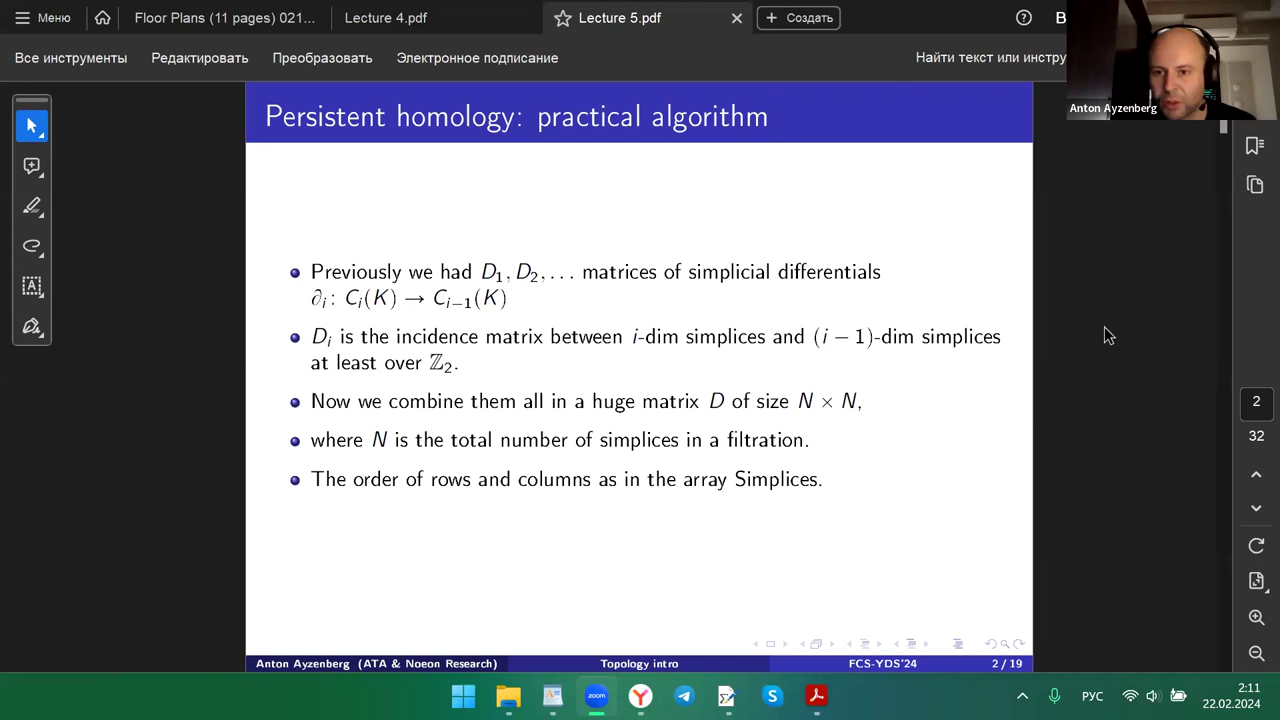 Меню
Floor Plans (11 pages) 021...
Lecture 4.pdf
Lecture 5.pdf
Создать
Все инструменты
Редактировать
Преобразовать
Электронное подписание
Найти текст или инстру
Anton Ayzenberg
Persistent homology: practical algorithm
Previously we had D₁, D₂, . . . matrices of simplicial differentials
∂ᵢ : Cᵢ(K) → Cᵢ₋₁(K)
Dᵢ is the incidence matrix between i-dim simplices and (i − 1)-dim simplices
at least over ℤ₂.
Now we combine them all in a huge matrix D of size N × N,
where N is the total number of simplices in a filtration.
The order of rows and columns as in the array Simplices.
2
32
Anton Ayzenberg (ATA & Noeon Research)
Topology intro
FCS-YDS'24
2 / 19
zoom
РУС
2:11
22.02.2024